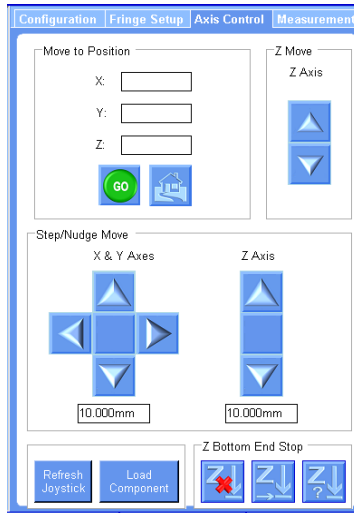 Configuration Fringe Setup Axis Control Measurement
Move to Position
Z Move
X:
Z Axis
Y:
Z:
GO
Step/Nudge Move
X & Y Axes
Z Axis
10.000mm
10.000mm
Z Bottom End Stop
Refresh
Joystick
Load
Component
Z
Z
Z?